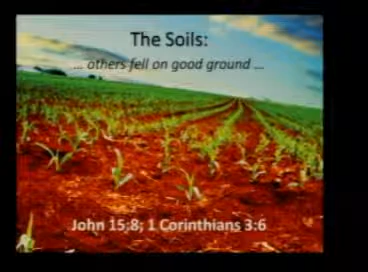 The Soils:
... others fell on good ground ...
John 15:8; 1 Corinthians 3:6